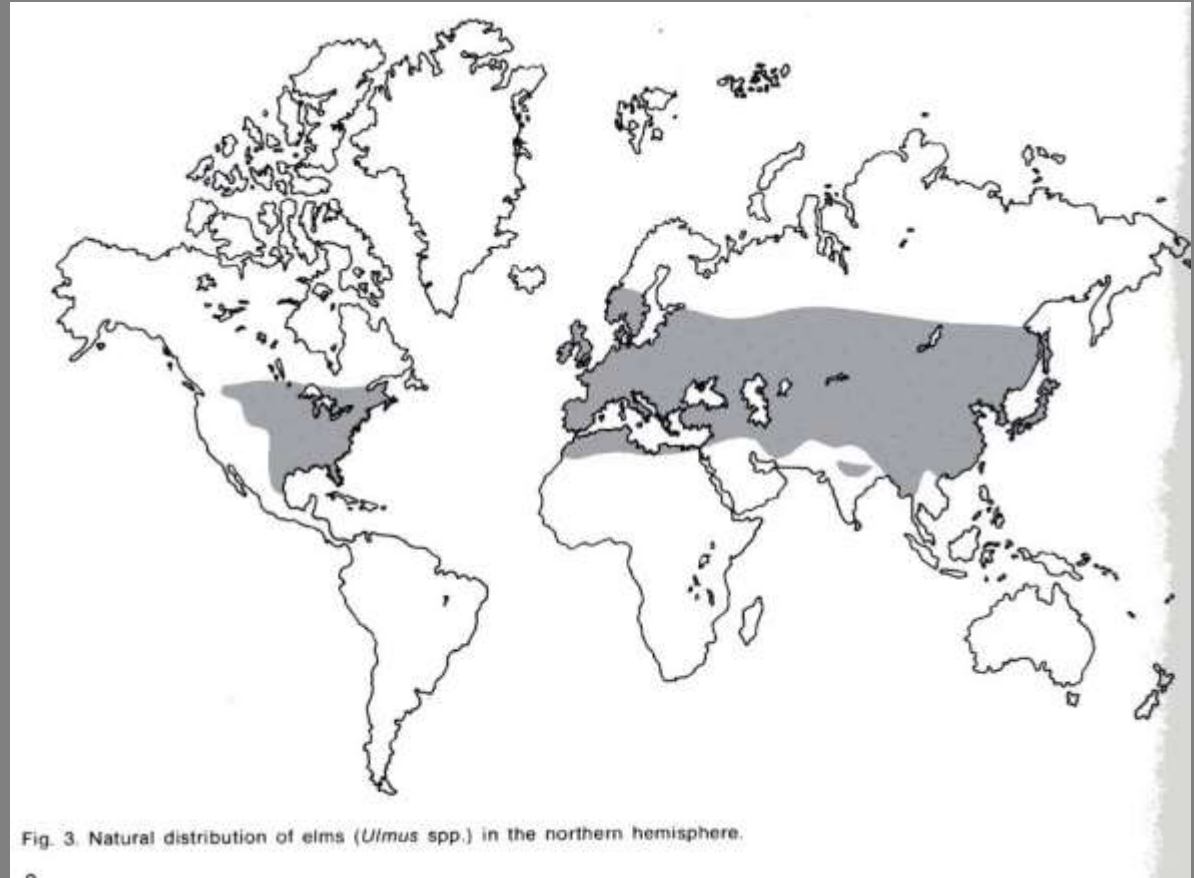 Fig. 3. Natural distribution of elms (Ulmus spp.) in the northern hemisphere.